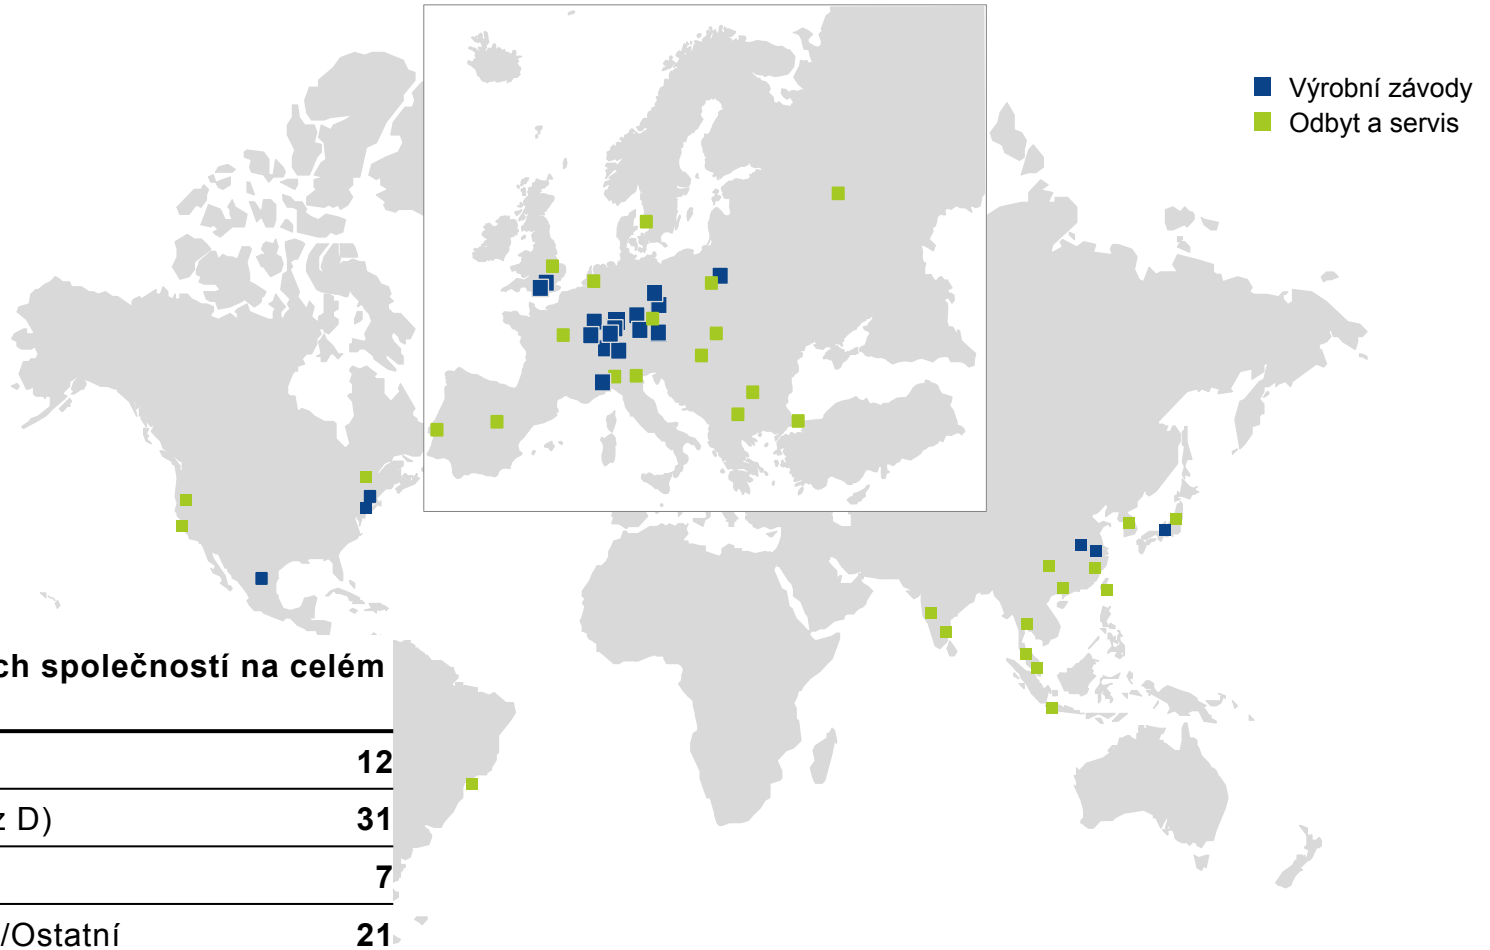 Výrobní závody
Odbyt a servis
ch společností na celém
12
z D) 31
7
/Ostatní 21